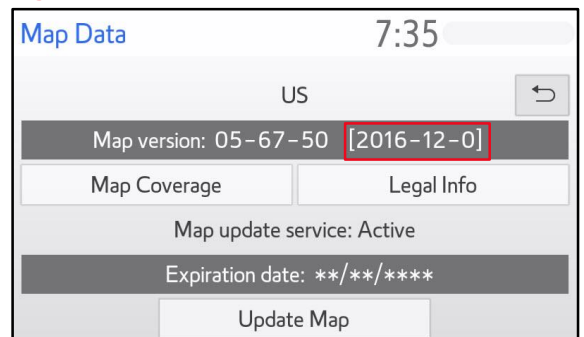 Map Data 7:35
US
Map version: 05-67-50 [2016-12-0]
Map Coverage Legal Info
Map update service: Active
Expiration date: **/**/****
Update Map